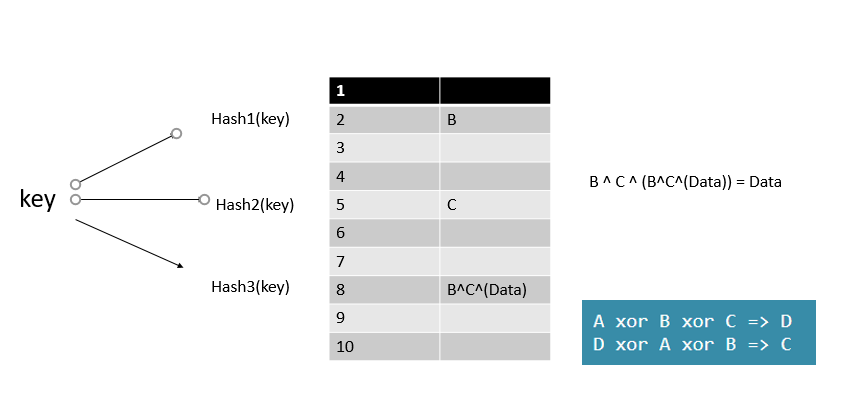 key
Hash1(key)
Hash2(key)
Hash3(key)
1
2 B
3
4
5 C
6
7
8 B^C^(Data)
9
10
B ^ C ^ (B^C^(Data)) = Data
A xor B xor C => D
D xor A xor B => C